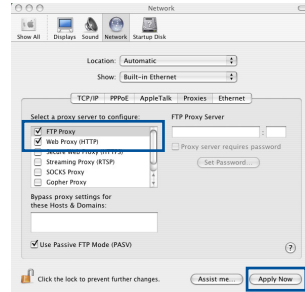 Network
Show All Displays Sound Network Startup Disk
Location: Automatic
Show: Built-in Ethernet
TCP/IP PPPoE AppleTalk Proxies Ethernet
Select a proxy server to configure:
FTP Proxy Server
FTP Proxy
Web Proxy (HTTP)
:
Secure Web Proxy (HTTPS)
Proxy server requires password
Streaming Proxy (RTSP)
Set Password...
SOCKS Proxy
Gopher Proxy
Bypass proxy settings for
these Hosts & Domains:
Use Passive FTP Mode (PASV)
?
Click the lock to prevent further changes.
Assist me...
Apply Now